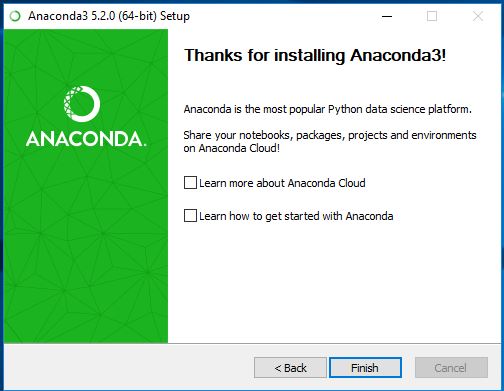 Anaconda3 5.2.0 (64-bit) Setup
Thanks for installing Anaconda3!
ANACONDA.
Anaconda is the most popular Python data science platform.
Share your notebooks, packages, projects and environments
on Anaconda Cloud!
Learn more about Anaconda Cloud
Learn how to get started with Anaconda
< Back
Finish
Cancel